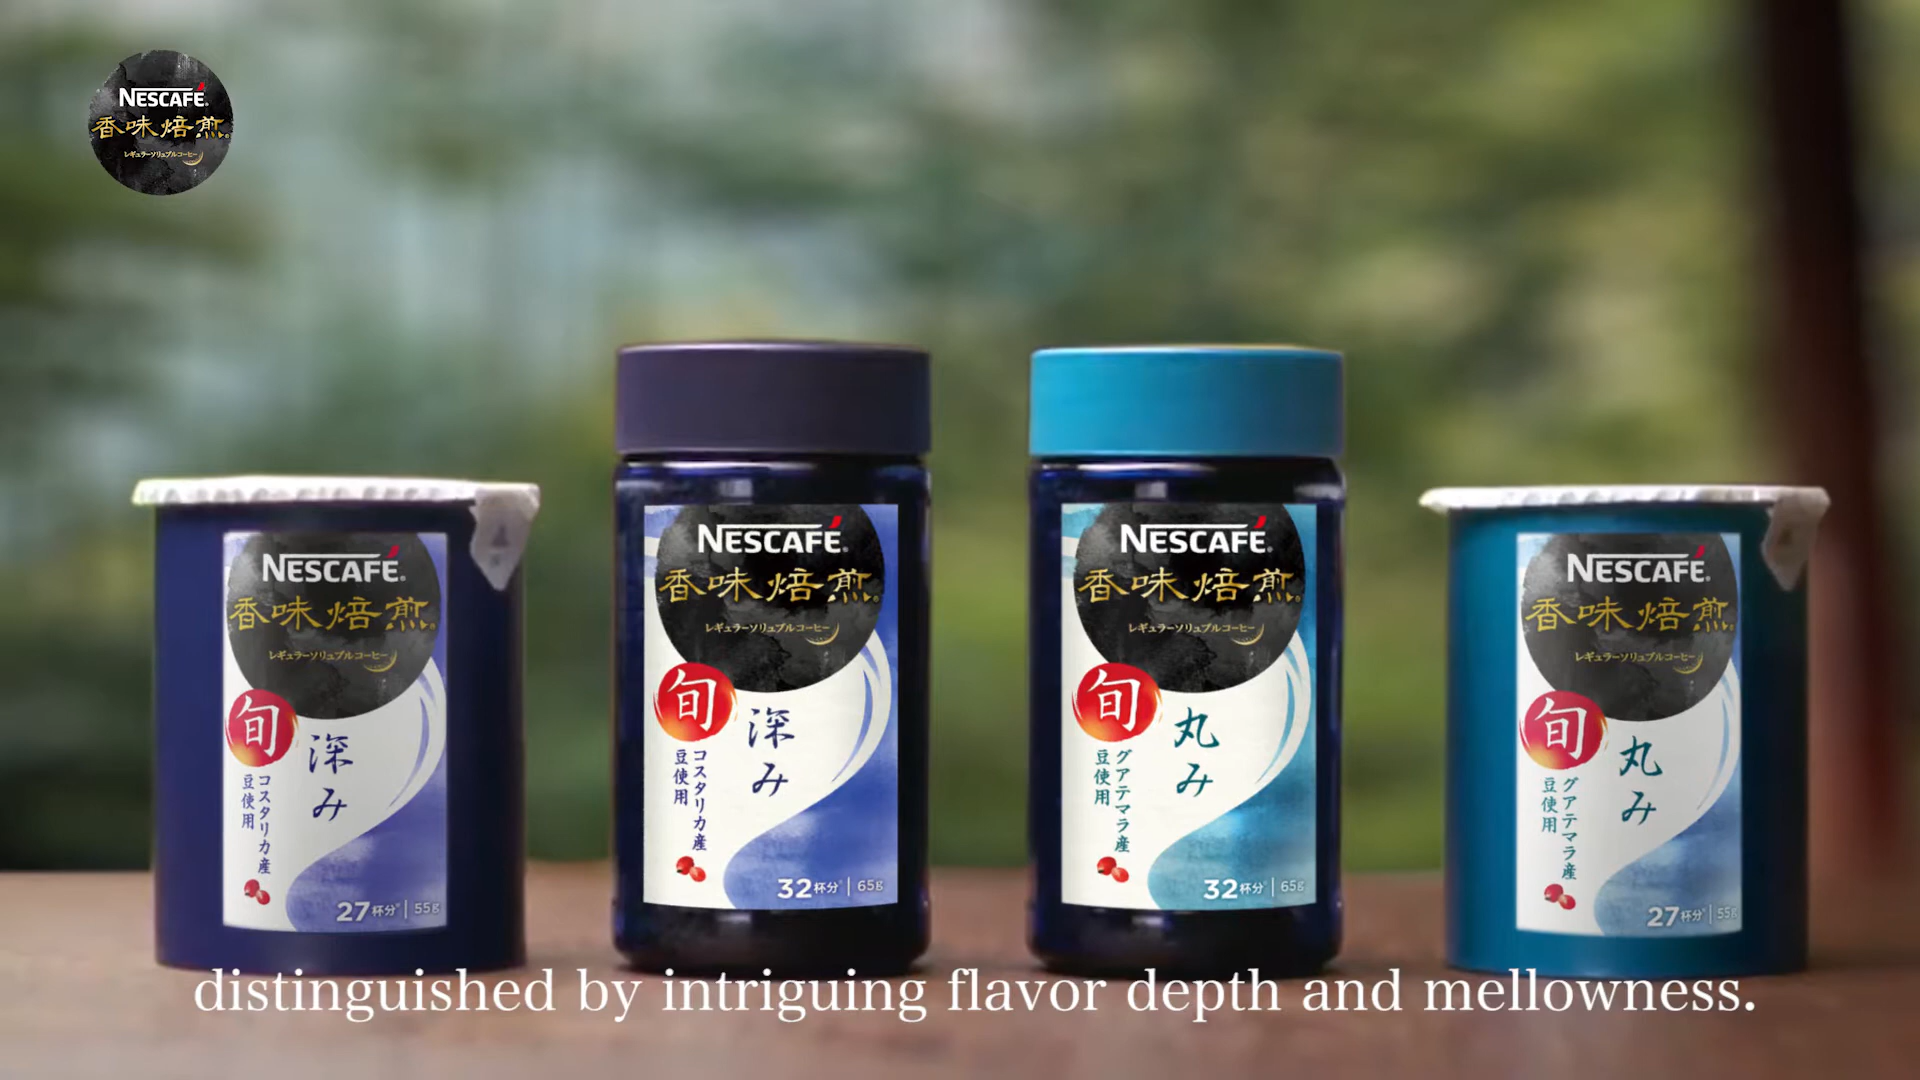 NESCAFÉ
香味焙煎
レギュラーソリュブルコーヒー
NESCAFÉ.
香味焙煎
レギュラーソリュブルコーヒー
旬
深み
コスタリカ産
豆使用
27杯分* | 55g
NESCAFÉ.
香味焙煎
レギュラーソリュブルコーヒー
旬
深み
コスタリカ産
豆使用
32杯分* | 65g
NESCAFÉ.
香味焙煎
レギュラーソリュブルコーヒー
旬
丸み
グアテマラ産
豆使用
32杯分* | 65g
NESCAFÉ.
香味焙煎
レギュラーソリュブルコーヒー
旬
丸み
グアテマラ産
豆使用
27杯分* | 55g
distinguished by intriguing flavor depth and mellowness.